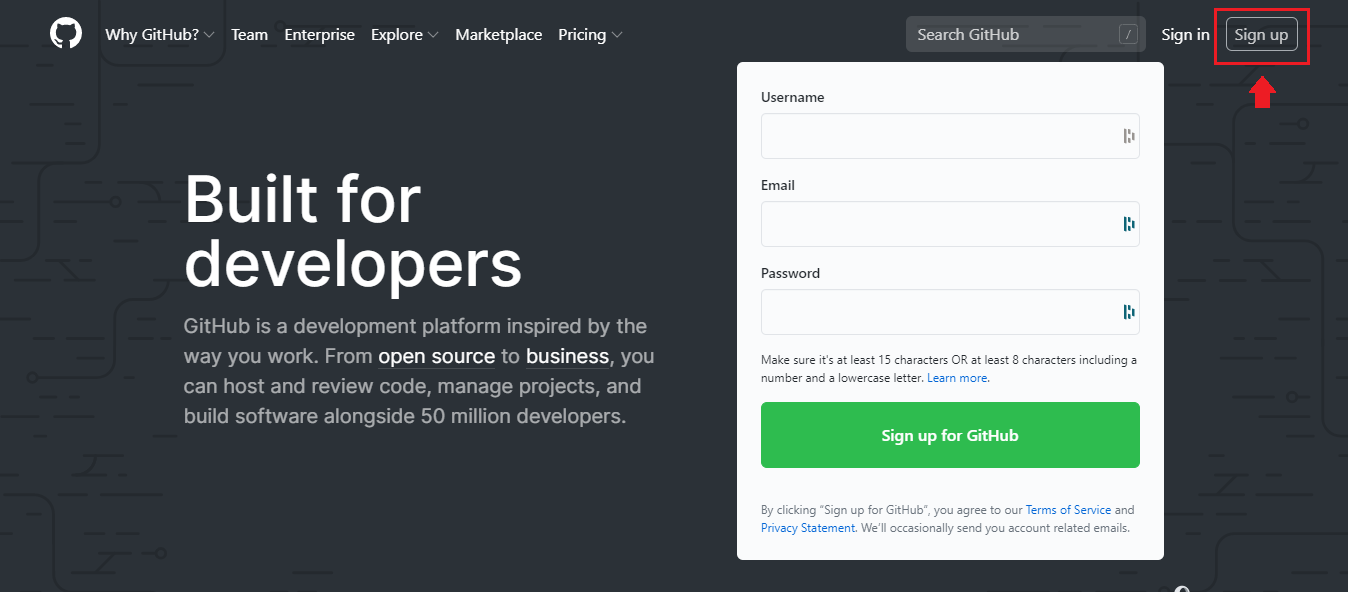 Why GitHub? Team Enterprise Explore Marketplace Pricing Search GitHub / Sign in Sign up
Built for
developers
GitHub is a development platform inspired by the
way you work. From open source to business, you
can host and review code, manage projects, and
build software alongside 50 million developers.
Username
Email
Password
Make sure it's at least 15 characters OR at least 8 characters including a
number and a lowercase letter. Learn more.
Sign up for GitHub
By clicking “Sign up for GitHub”, you agree to our Terms of Service and
Privacy Statement. We’ll occasionally send you account related emails.